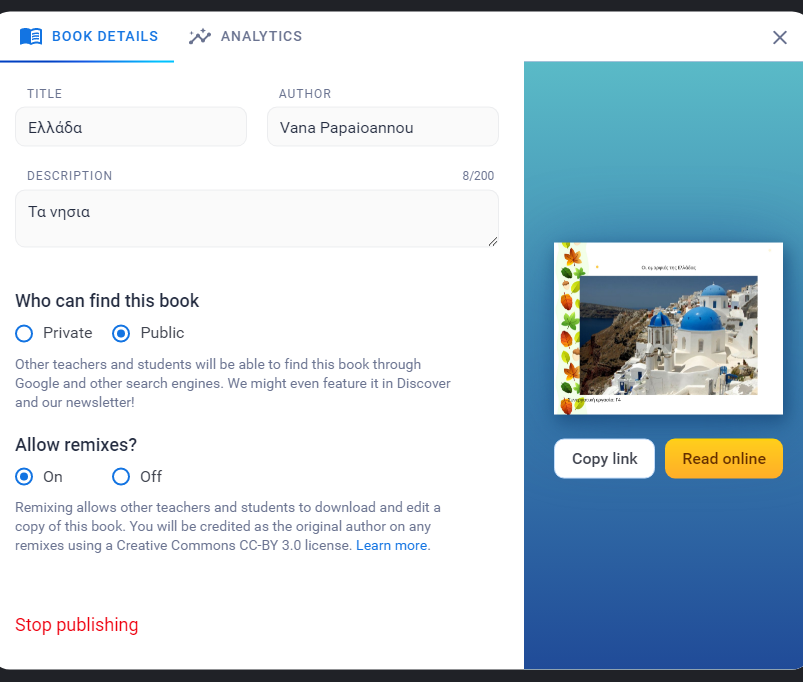 BOOK DETAILS
ANALYTICS
TITLE
AUTHOR
Ελλάδα
Vana Papaioannou
DESCRIPTION
8/200
Τα νησια
Who can find this book
Private
Public
Other teachers and students will be able to find this book through
Google and other search engines. We might even feature it in Discover
and our newsletter!
Allow remixes?
On
Off
Remixing allows other teachers and students to download and edit a
copy of this book. You will be credited as the original author on any
remixes using a Creative Commons CC-BY 3.0 license. Learn more.
Stop publishing
Οι ομορφιές της Ελλάδας
Copy link
Read online